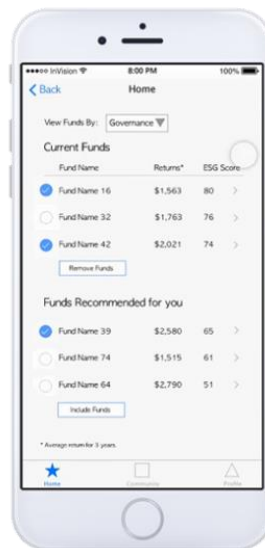 InVision 8:00 PM 100%
Back Home
View Funds By: Governance
Current Funds
Fund Name Returns* ESG Score
Fund Name 16 $1,563 80
Fund Name 32 $1,763 76
Fund Name 42 $2,021 74
Remove Funds
Funds Recommended for you
Fund Name 39 $2,580 65
Fund Name 74 $1,515 61
Fund Name 64 $2,790 51
Include Funds
* Average return for 3 years.
Home Community Profile